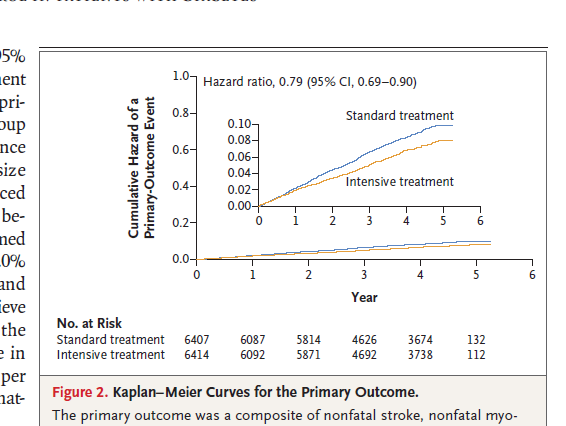 5%
ent
pri-
oup
nce
size
ced
be-
med
.0%
and
ieve
the
e in
per
nat-
Cumulative Hazard of a
Primary-Outcome Event
1.0
0.8
0.6
0.4
0.2
0.0
Hazard ratio, 0.79 (95% CI, 0.69–0.90)
Standard treatment
Intensive treatment
0.10
0.08
0.06
0.04
0.02
0.00
0 1 2 3 4 5 6
0 1 2 3 4 5 6
Year
No. at Risk
Standard treatment 6407 6087 5814 4626 3674 132
Intensive treatment 6414 6092 5871 4692 3738 112
Figure 2. Kaplan–Meier Curves for the Primary Outcome.
The primary outcome was a composite of nonfatal stroke, nonfatal myo-